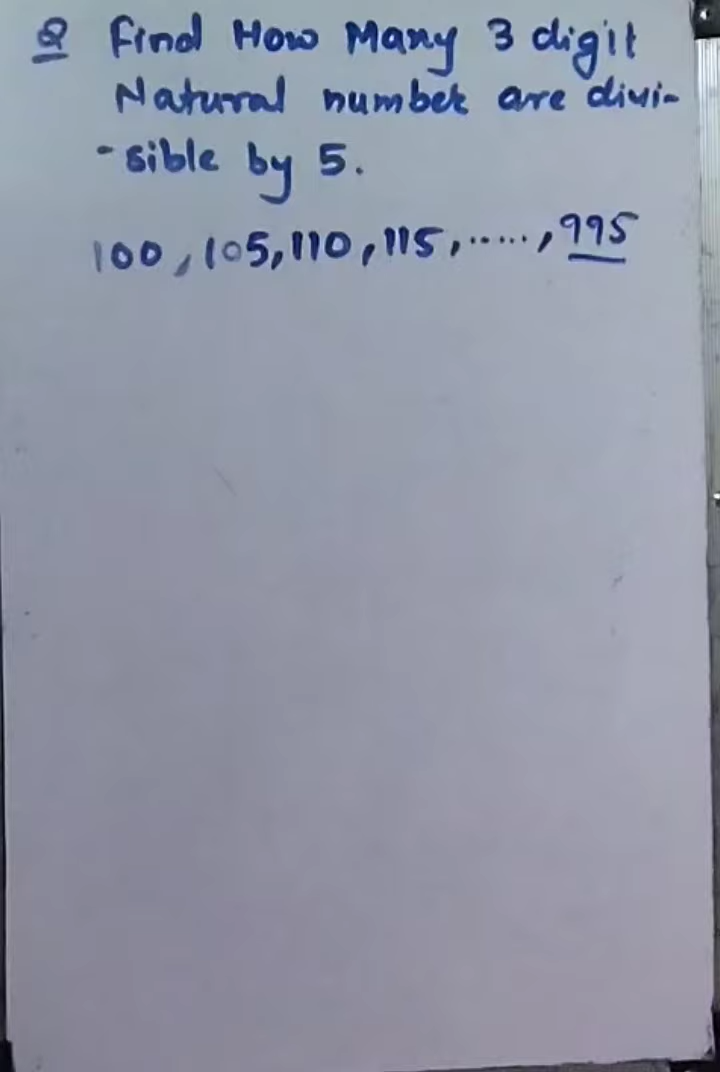 Q Find How Many 3 digit
Natural number are divi-
-sible by 5.
100, 105, 110, 115, ....., 995